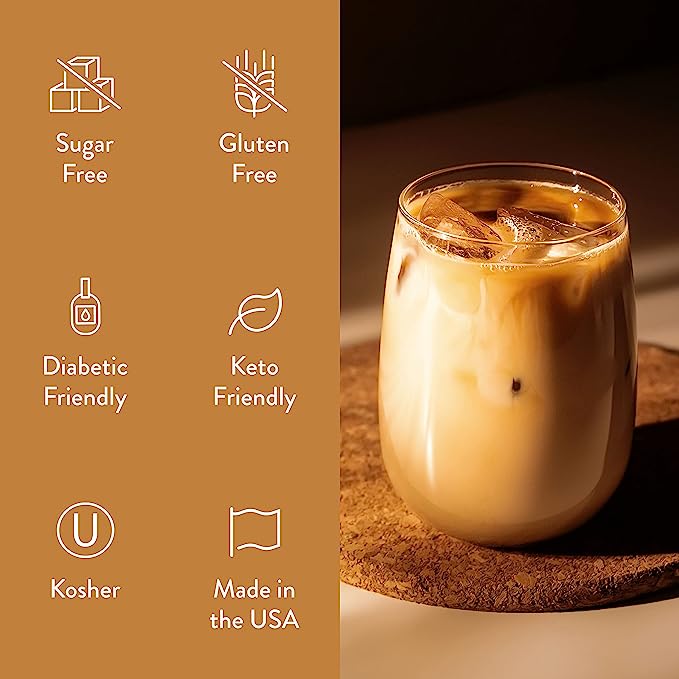 Sugar
Free
Gluten
Free
Diabetic
Friendly
Keto
Friendly
U
Kosher
Made in
the USA